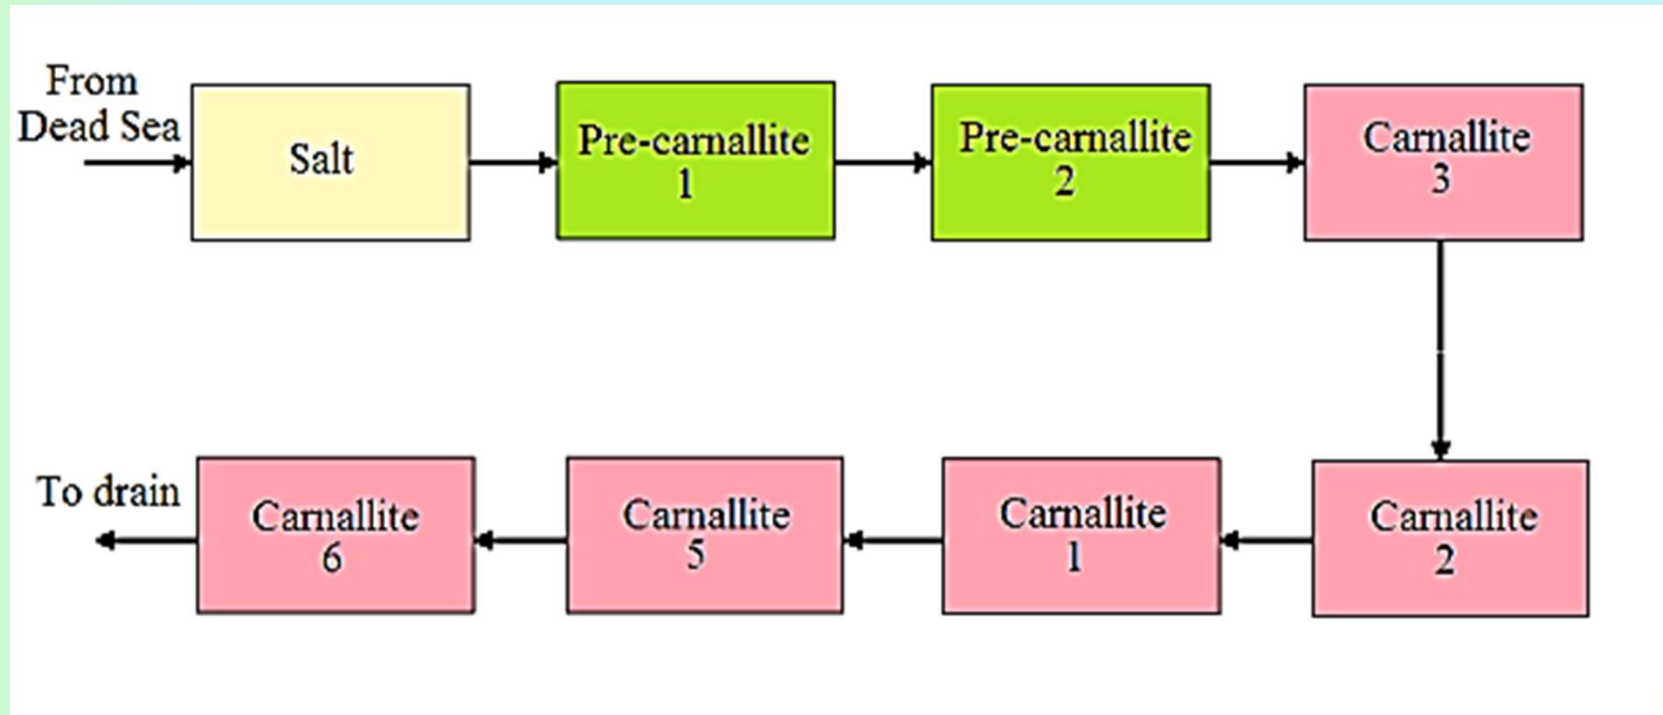 From
Dead Sea
Salt
Pre-carnallite
1
Pre-carnallite
2
Carnallite
3
To drain
Carnallite
6
Carnallite
5
Carnallite
1
Carnallite
2